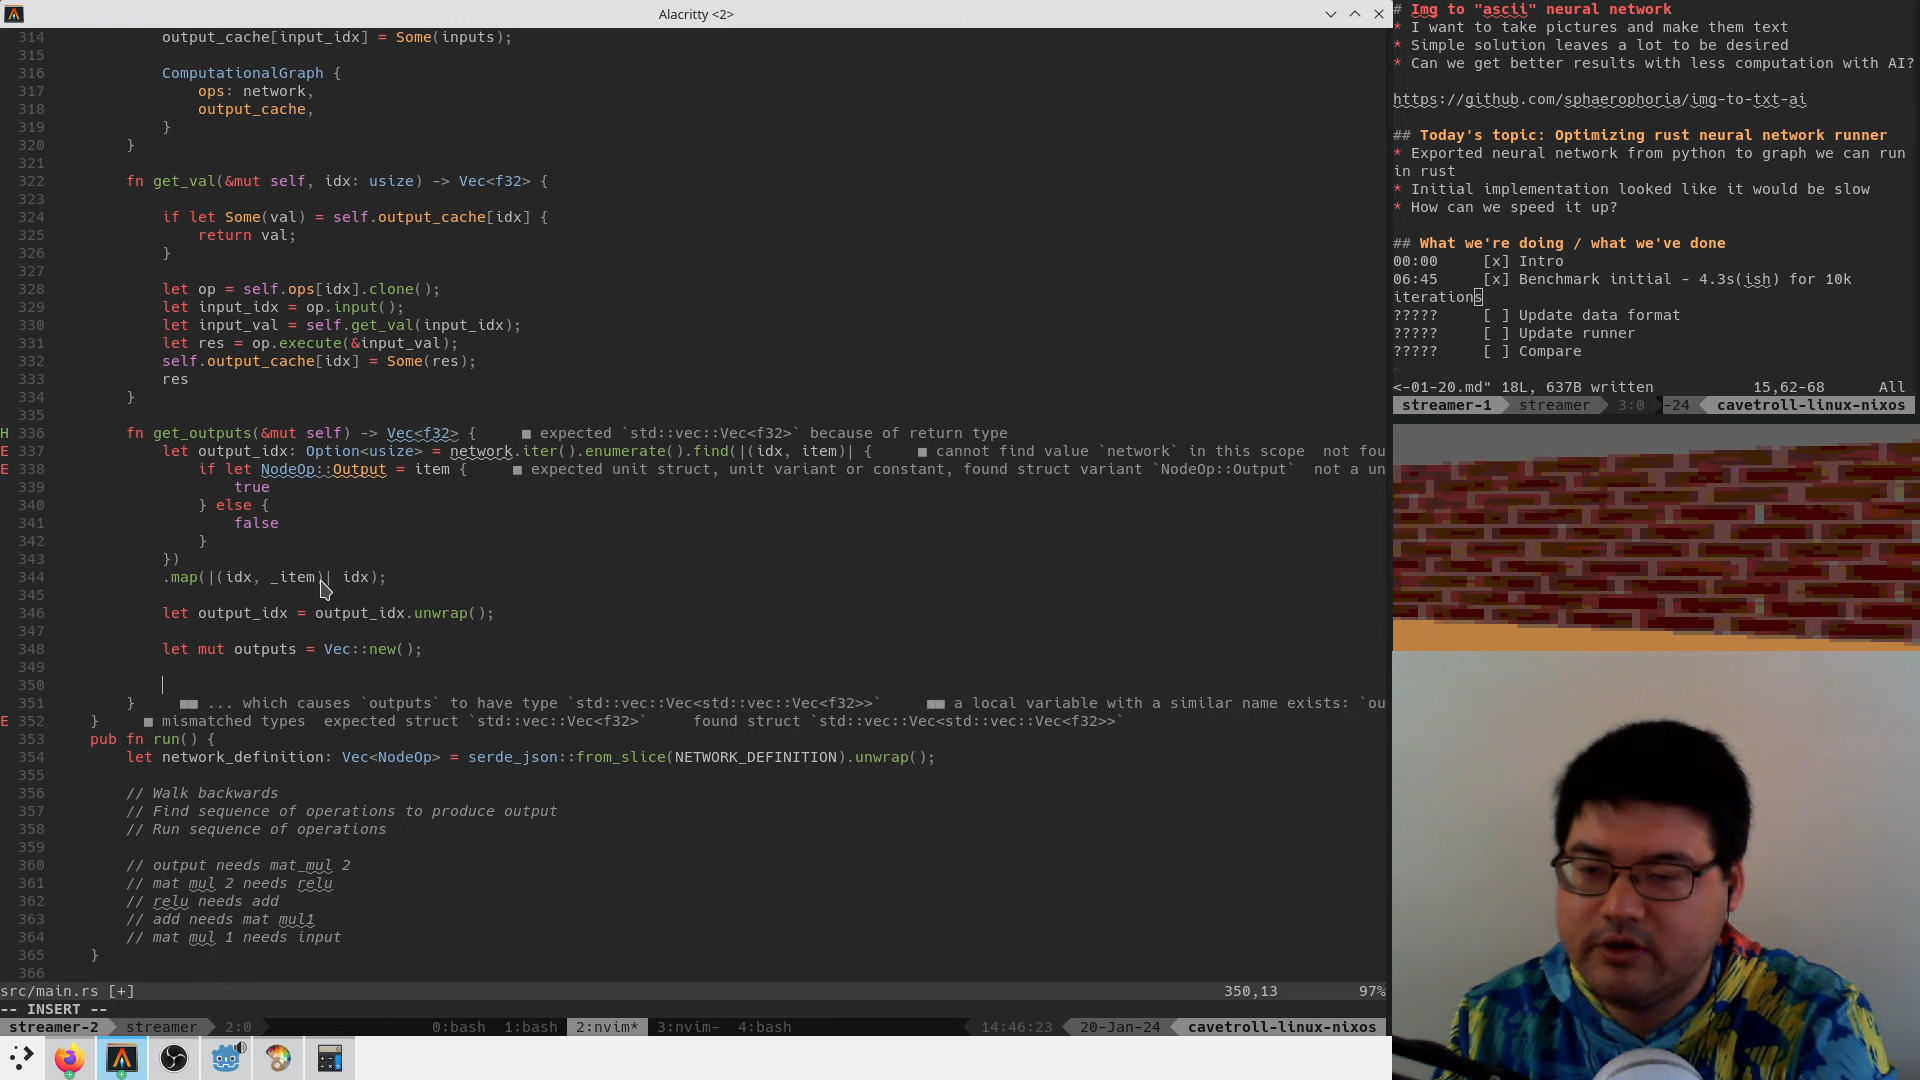 Alacritty <2>
314 output_cache[input_idx] = Some(inputs);
315
316 ComputationalGraph {
317 ops: network,
318 output_cache,
319 }
320 }
321
322 fn get_val(&mut self, idx: usize) -> Vec<f32> {
323
324 if let Some(val) = self.output_cache[idx] {
325 return val;
326 }
327
328 let op = self.ops[idx].clone();
329 let input_idx = op.input();
330 let input_val = self.get_val(input_idx);
331 let res = op.execute(&input_val);
332 self.output_cache[idx] = Some(res);
333 res
334 }
335
H 336 fn get_outputs(&mut self) -> Vec<f32> { ■ expected `std::vec::Vec<f32>` because of return type
E 337 let output_idx: Option<usize> = network.iter().enumerate().find(|(idx, item)| { ■ cannot find value `network` in this scope not fou
E 338 if let NodeOp::Output = item { ■ expected unit struct, unit variant or constant, found struct variant `NodeOp::Output` not a un
339 true
340 } else {
341 false
342 }
343 })
344 .map(|(idx, _item)| idx);
345
346 let output_idx = output_idx.unwrap();
347
348 let mut outputs = Vec::new();
349
350
351 } ■■ ... which causes `outputs` to have type `std::vec::Vec<std::vec::Vec<f32>>` ■■ a local variable with a similar name exists: `ou
E 352 } ■ mismatched types expected struct `std::vec::Vec<f32>` found struct `std::vec::Vec<std::vec::Vec<f32>>`
353 pub fn run() {
354 let network_definition: Vec<NodeOp> = serde_json::from_slice(NETWORK_DEFINITION).unwrap();
355
356 // Walk backwards
357 // Find sequence of operations to produce output
358 // Run sequence of operations
359
360 // output needs mat_mul 2
361 // mat mul 2 needs relu
362 // relu needs add
363 // add needs mat mul1
364 // mat mul 1 needs input
365 }
366
src/main.rs [+] 350,13 97%
-- INSERT --
streamer-2 streamer 2:0 0:bash 1:bash 2:nvim* 3:nvim- 4:bash 14:46:23 20-Jan-24 cavetroll-linux-nixos
# Img to "ascii" neural network
* I want to take pictures and make them text
* Simple solution leaves a lot to be desired
* Can we get better results with less computation with AI?
https://github.com/sphaerophoria/img-to-txt-ai
## Today's topic: Optimizing rust neural network runner
* Exported neural network from python to graph we can run
in rust
* Initial implementation looked like it would be slow
* How can we speed it up?
## What we're doing / what we've done
00:00 [x] Intro
06:45 [x] Benchmark initial - 4.3s(ish) for 10k
iterations
????? [ ] Update data format
????? [ ] Update runner
????? [ ] Compare
~
<-01-20.md" 18L, 637B written 15,62-68 All
streamer-1 streamer 3:0 -24 cavetroll-linux-nixos